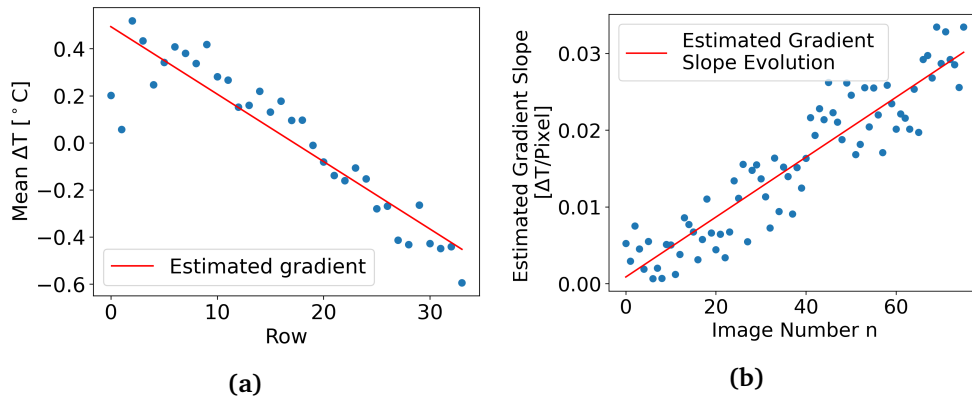 0.4
0.2
0.0
−0.2
−0.4
−0.6
Mean ΔT [°C]
Estimated gradient
0 10 20 30
Row
(a)
0.03
0.02
0.01
0.00
Estimated Gradient Slope
[ΔT/Pixel]
Estimated Gradient
Slope Evolution
0 20 40 60
Image Number n
(b)